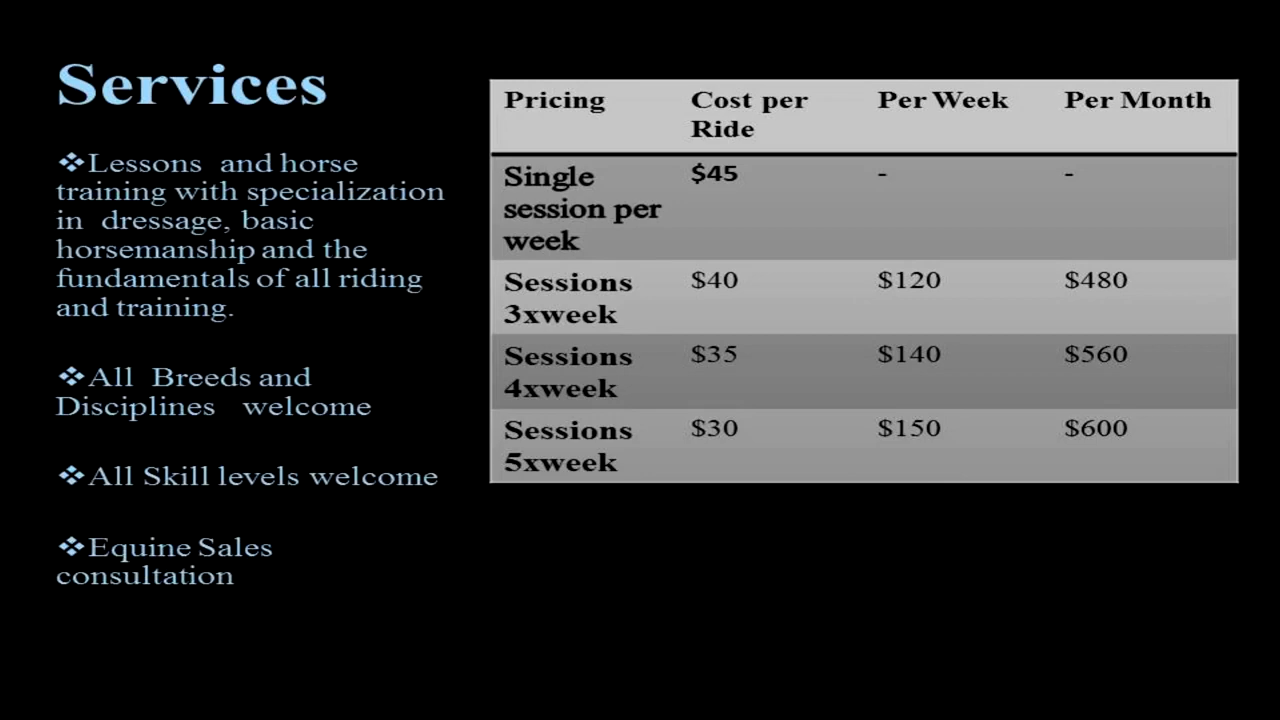 Services
❖Lessons and horse
training with specialization
in dressage, basic
horsemanship and the
fundamentals of all riding
and training.
❖All Breeds and
Disciplines welcome
❖All Skill levels welcome
❖Equine Sales
consultation
Pricing Cost per Ride Per Week Per Month
Single session per week $45 - -
Sessions 3xweek $40 $120 $480
Sessions 4xweek $35 $140 $560
Sessions 5xweek $30 $150 $600